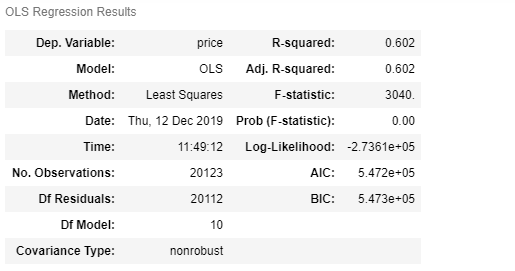 OLS Regression Results
Dep. Variable: price R-squared: 0.602
Model: OLS Adj. R-squared: 0.602
Method: Least Squares F-statistic: 3040.
Date: Thu, 12 Dec 2019 Prob (F-statistic): 0.00
Time: 11:49:12 Log-Likelihood: -2.7361e+05
No. Observations: 20123 AIC: 5.472e+05
Df Residuals: 20112 BIC: 5.473e+05
Df Model: 10
Covariance Type: nonrobust